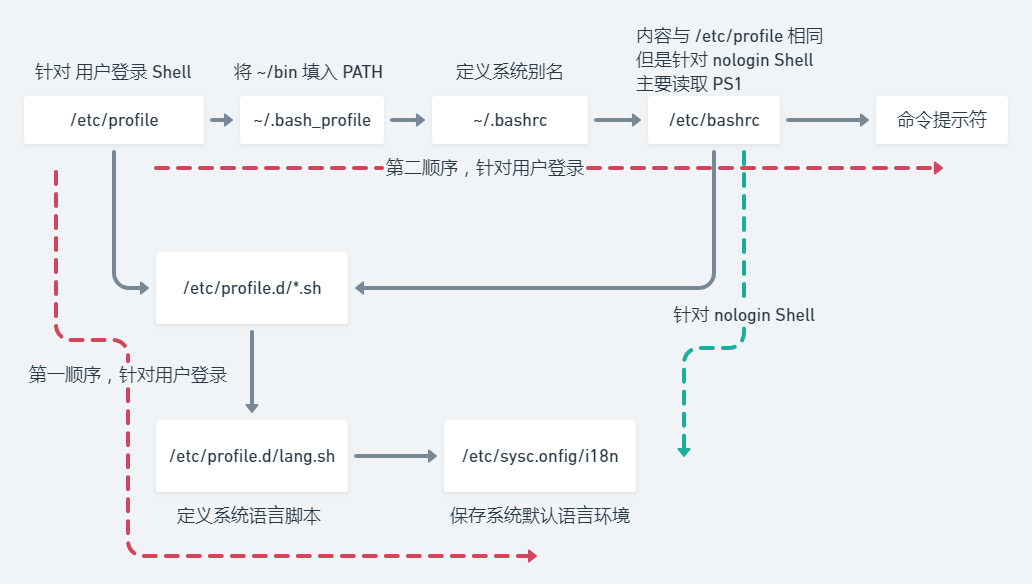 内容与 /etc/profile 相同
但是针对 nologin Shell
主要读取 PS1
针对 用户登录 Shell
将 ~/bin 填入 PATH
定义系统别名
/etc/profile
~/.bash_profile
~/.bashrc
/etc/bashrc
命令提示符
第二顺序，针对用户登录
/etc/profile.d/*.sh
针对 nologin Shell
第一顺序，针对用户登录
/etc/profile.d/lang.sh
/etc/sysc.onfig/i18n
定义系统语言脚本
保存系统默认语言环境